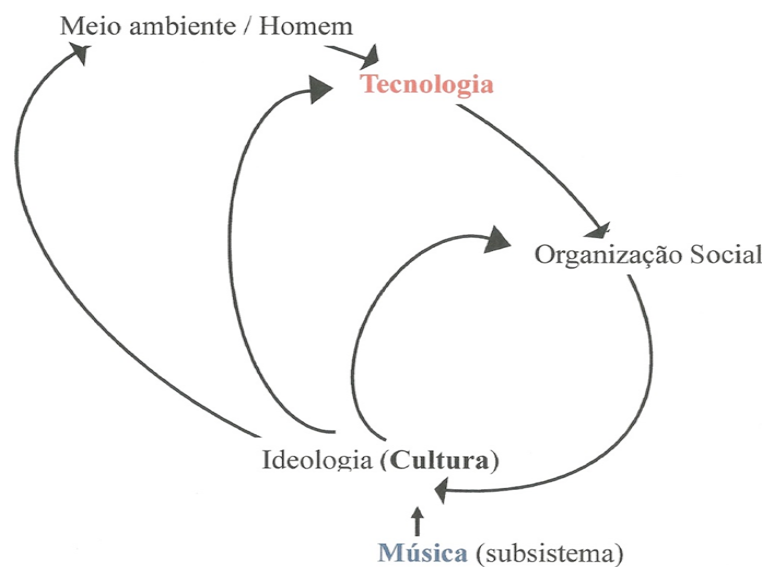 Meio ambiente / Homem
Tecnologia
Organização Social
Ideologia (Cultura)
Música (subsistema)